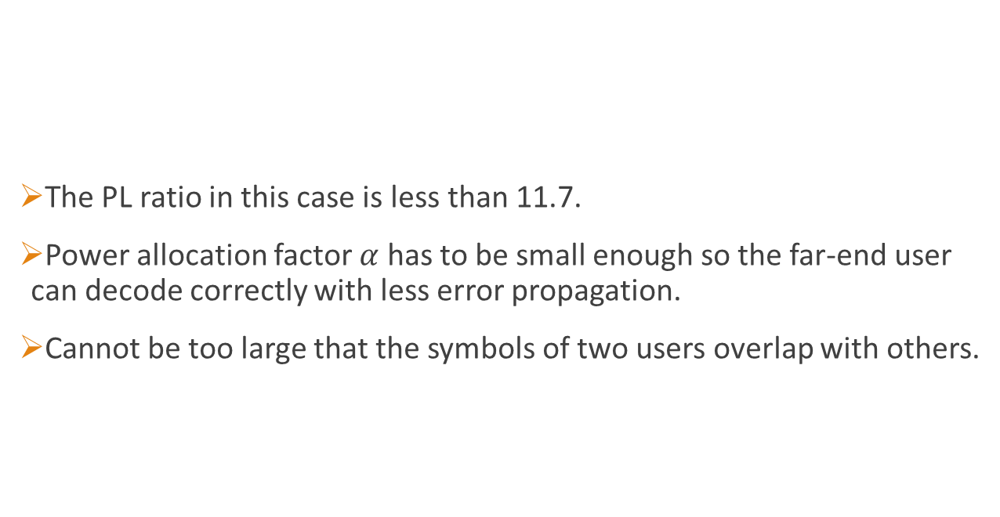 ➢The PL ratio in this case is less than 11.7.
➢Power allocation factor 𝛼 has to be small enough so the far-end user
can decode correctly with less error propagation.
➢Cannot be too large that the symbols of two users overlap with others.